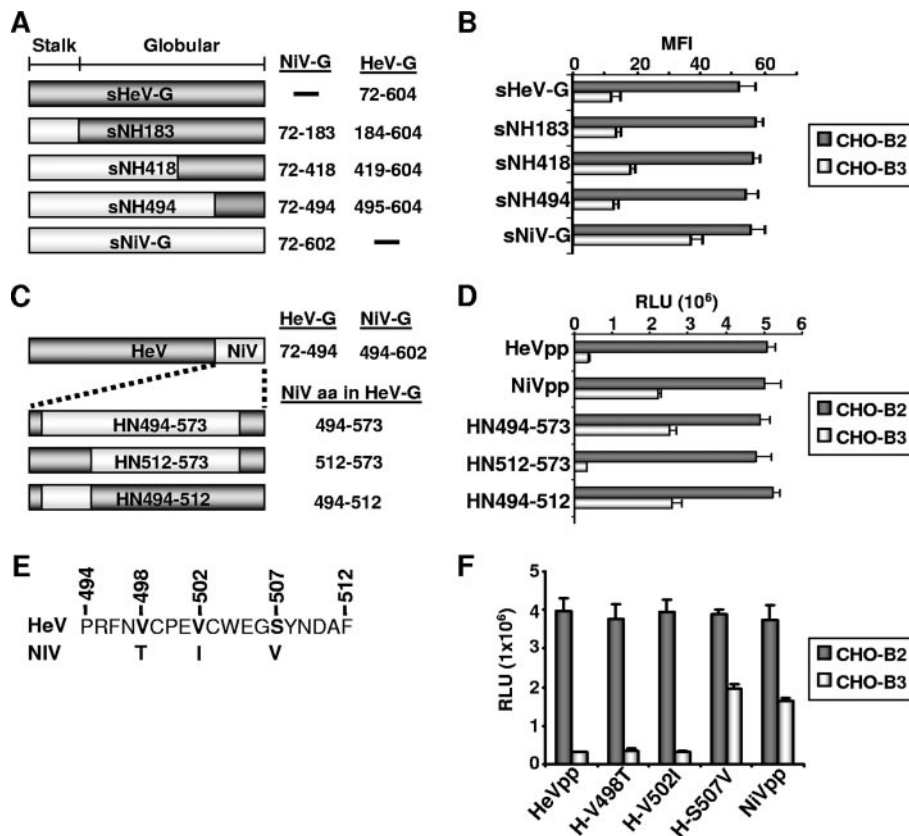 A
Stalk Globular
NiV-G HeV-G
sHeV-G — 72-604
sNH183 72-183 184-604
sNH418 72-418 419-604
sNH494 72-494 495-604
sNiV-G 72-602 —
B
MFI
0 20 40 60
sHeV-G
sNH183
sNH418
sNH494
sNiV-G
CHO-B2
CHO-B3
C
HeV-G NiV-G
HeV NiV 72-494 494-602
NiV aa in HeV-G
HN494-573 494-573
HN512-573 512-573
HN494-512 494-512
D
RLU (10⁶)
0 1 2 3 4 5 6
HeVpp
NiVpp
HN494-573
HN512-573
HN494-512
CHO-B2
CHO-B3
E
494 498 502 507 512
HeV PRFNVCPEVCWEGSYNDAF
NIV T I V
F
RLU (1x10⁶)
5
4
3
2
1
0
HeVpp
H-V498T
H-V502I
H-S507V
NiVpp
CHO-B2
CHO-B3